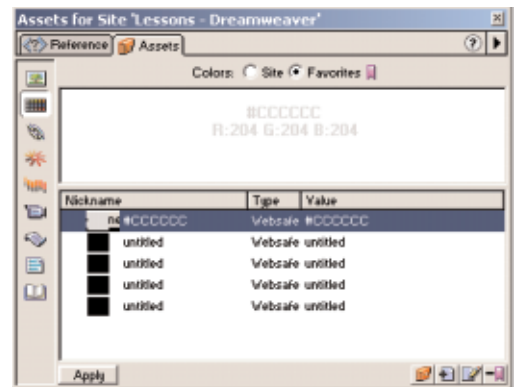 Assets for Site 'Lessons - Dreamweaver'
Reference Assets
Colors: Site Favorites
#CCCCCC
R:204 G:204 B:204
Nickname Type Value
#CCCCCC Websafe #CCCCCC
untitled Websafe untitled
untitled Websafe untitled
untitled Websafe untitled
untitled Websafe untitled
Apply